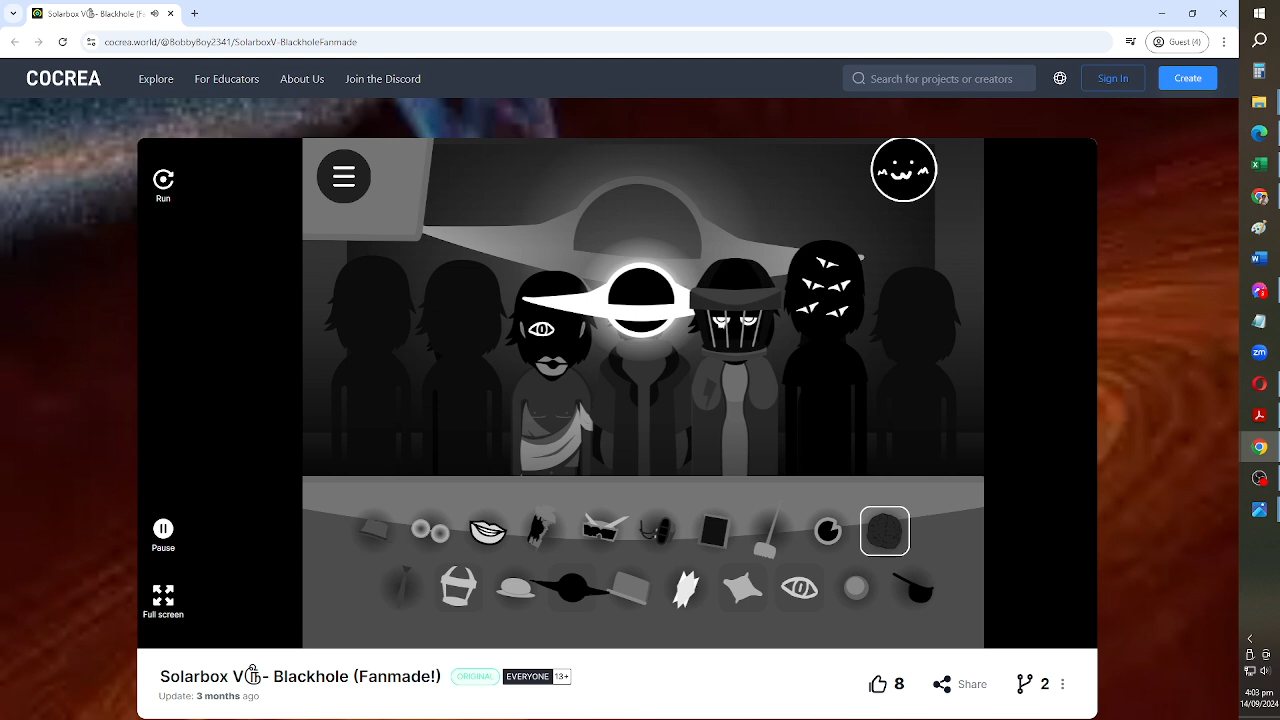 Solarbox V
cocrea.world/@BobbyBoy2341/SolarboxV-BlackholeFanmade
Guest (4)
COCREA
Explore
For Educators
About Us
Join the Discord
Search for projects or creators
Sign In
Create
Run
Pause
Full screen
- Blackhole (Fanmade!)
ORIGINAL
EVERYONE 13+
Update: 3 months ago
8
Share
2
zm
4:03 pm
14/09/2024